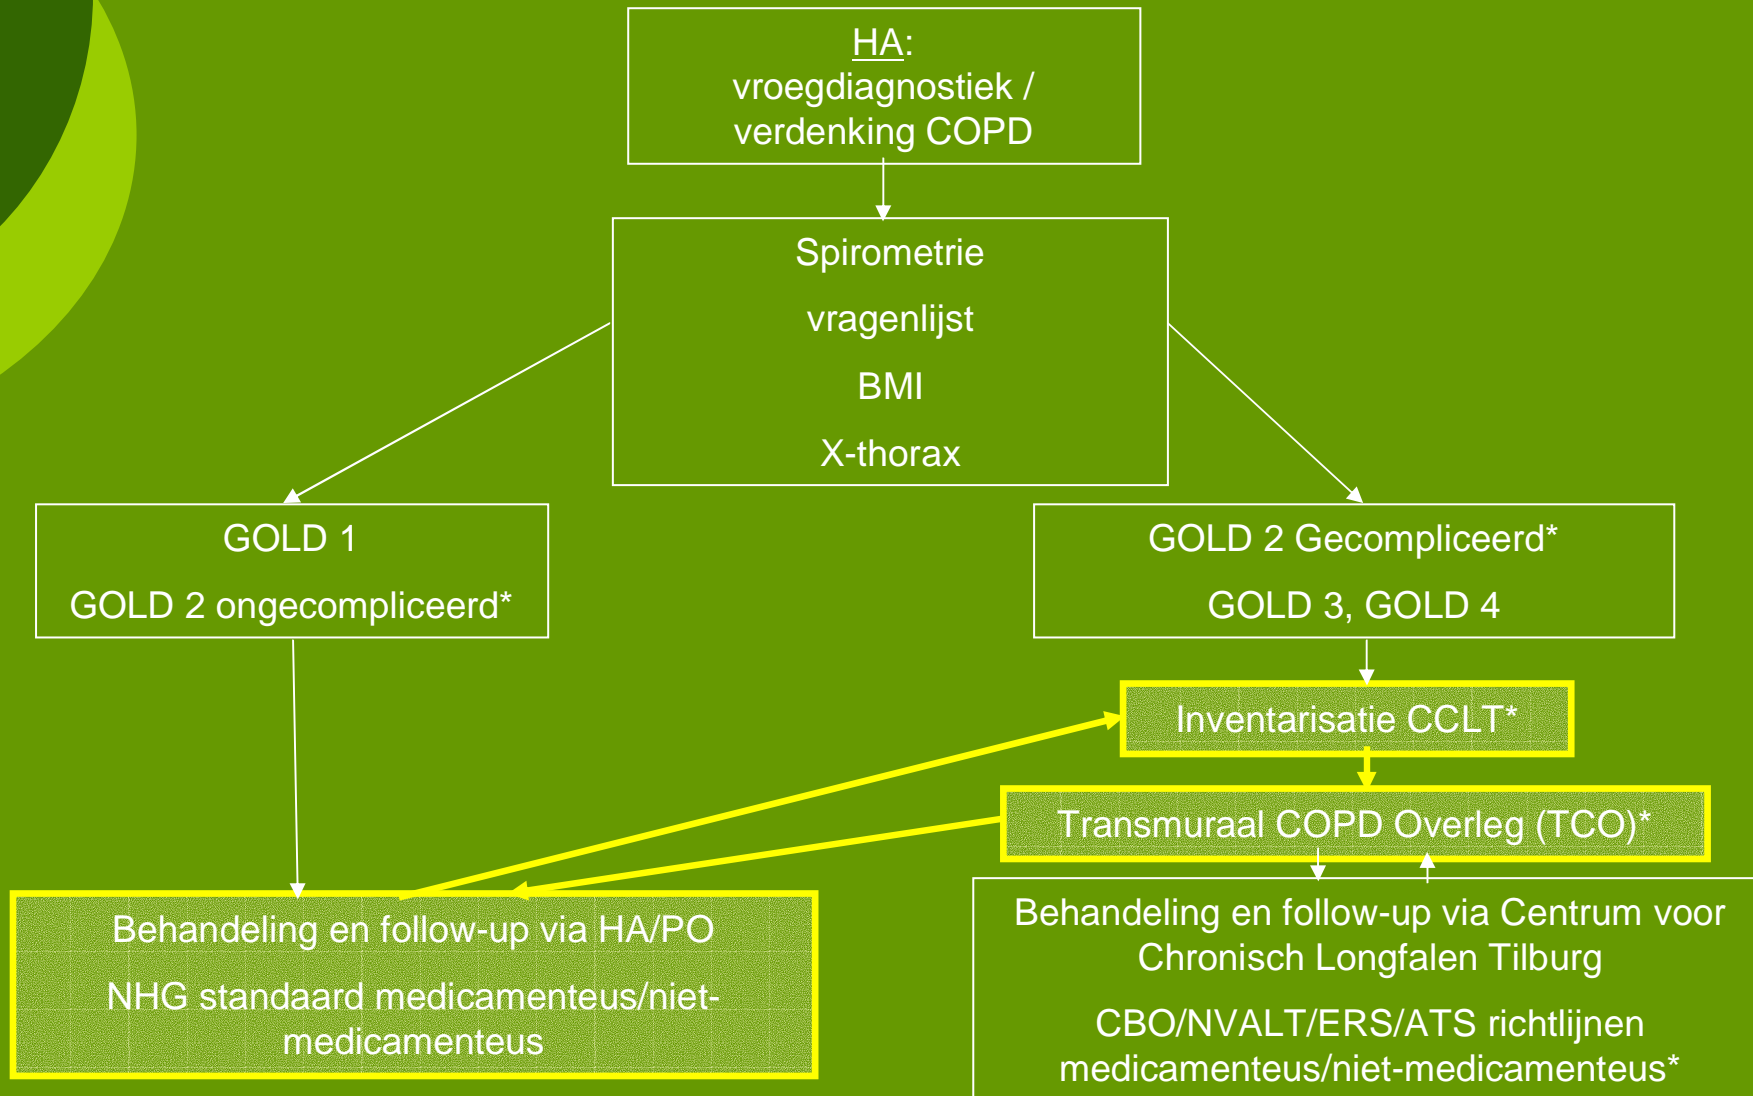 HA:
vroegdiagnostiek /
verdenking COPD
Spirometrie
vragenlijst
BMI
X-thorax
GOLD 1
GOLD 2 ongecompliceerd*
GOLD 2 Gecompliceerd*
GOLD 3, GOLD 4
Inventarisatie CCLT*
Transmuraal COPD Overleg (TCO)*
Behandeling en follow-up via HA/PO
NHG standaard medicamenteus/niet-
medicamenteus
Behandeling en follow-up via Centrum voor
Chronisch Longfalen Tilburg
CBO/NVALT/ERS/ATS richtlijnen
medicamenteus/niet-medicamenteus*